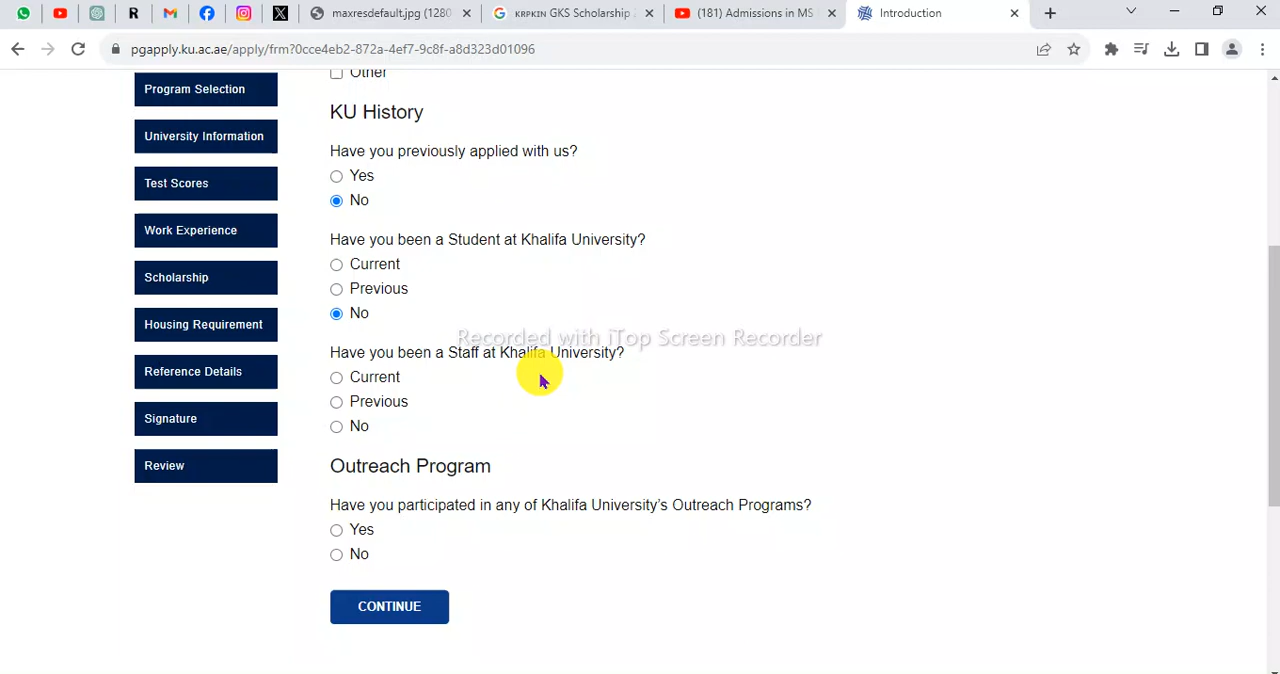 maxresdefault.jpg (1280
KRPKIN GKS Scholarship 2
(181) Admissions in MS
Introduction
pgapply.ku.ac.ae/apply/frm?0cce4eb2-872a-4ef7-9c8f-a8d323d01096
Program Selection
University Information
Test Scores
Work Experience
Scholarship
Housing Requirement
Reference Details
Signature
Review
Other
KU History
Have you previously applied with us?
Yes
No
Have you been a Student at Khalifa University?
Current
Previous
No
Recorded with iTop Screen Recorder
Have you been a Staff at Khalifa University?
Current
Previous
No
Outreach Program
Have you participated in any of Khalifa University's Outreach Programs?
Yes
No
CONTINUE